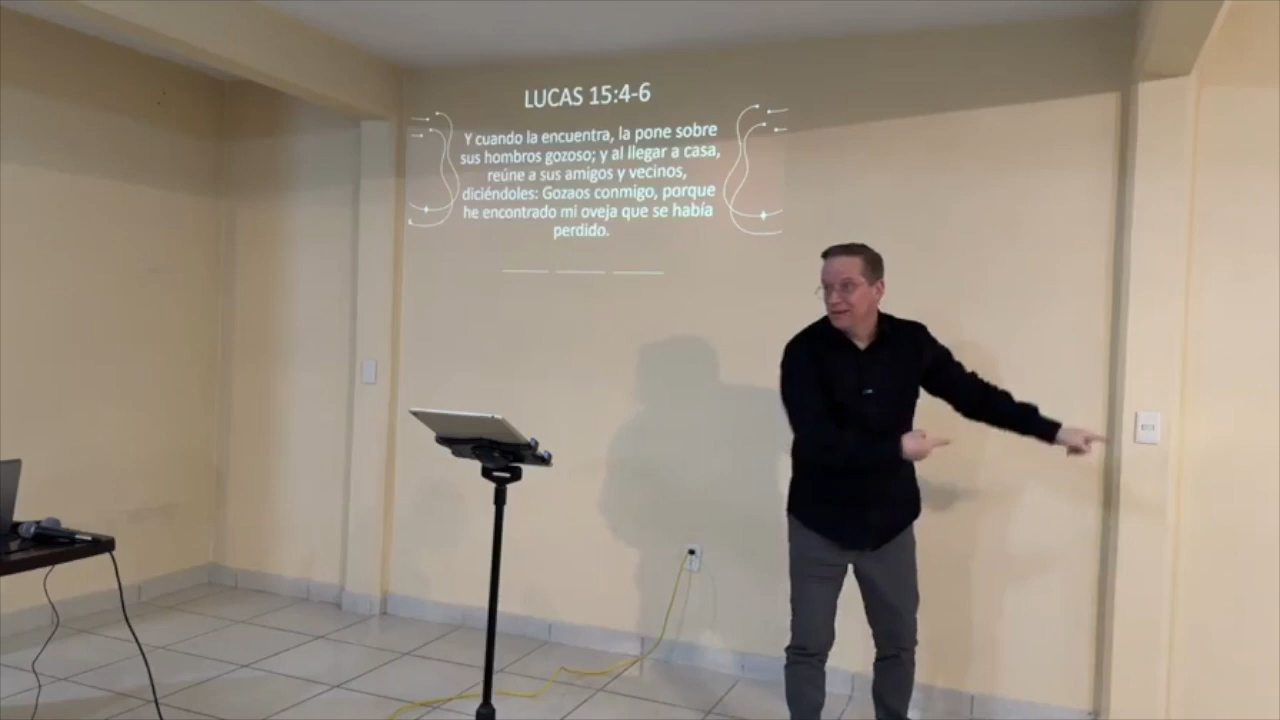 LUCAS 15:4-6
Y cuando la encuentra, la pone sobre
sus hombros gozoso; y al llegar a casa,
reúne a sus amigos y vecinos,
diciéndoles: Gozaos conmigo, porque
he encontrado mi oveja que se había
perdido.